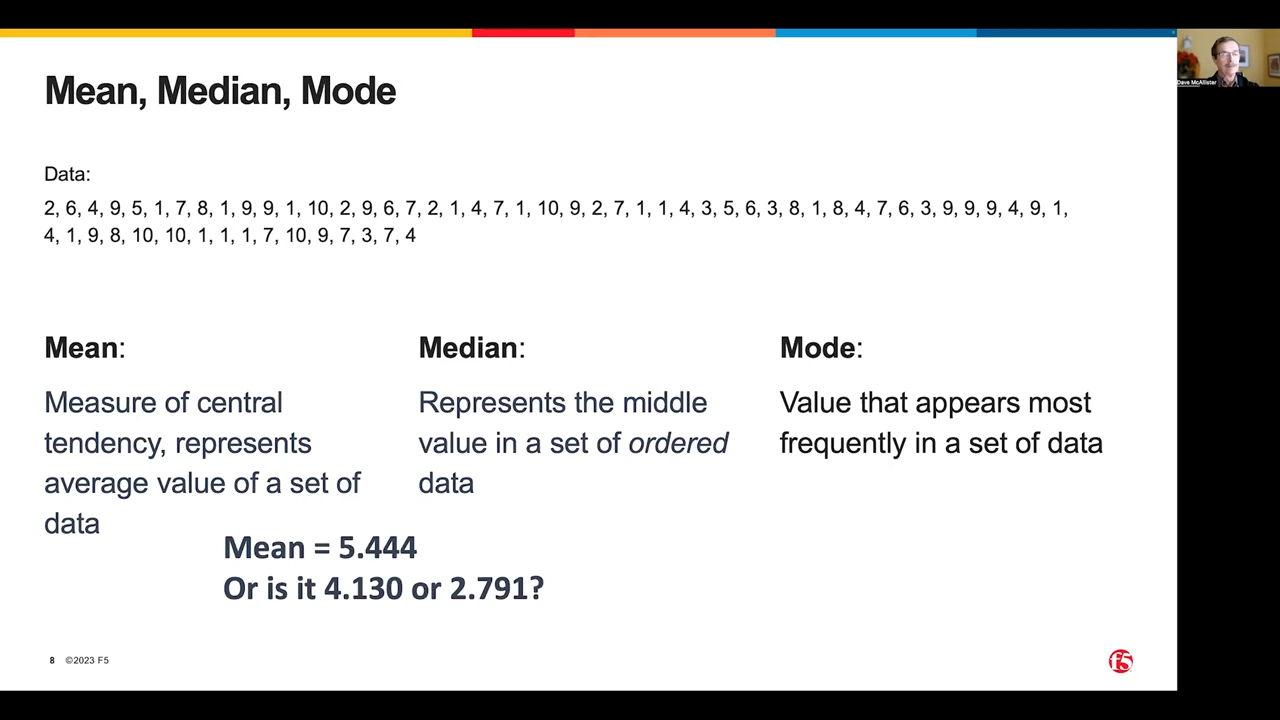 Mean, Median, Mode
Data:
2, 6, 4, 9, 5, 1, 7, 8, 1, 9, 9, 1, 10, 2, 9, 6, 7, 2, 1, 4, 7, 1, 10, 9, 2, 7, 1, 1, 4, 3, 5, 6, 3, 8, 1, 8, 4, 7, 6, 3, 9, 9, 9, 4, 9, 1,
4, 1, 9, 8, 10, 10, 1, 1, 1, 7, 10, 9, 7, 3, 7, 4
Mean:
Measure of central
tendency, represents
average value of a set of
data
Median:
Represents the middle
value in a set of ordered
data
Mode:
Value that appears most
frequently in a set of data
Mean = 5.444
Or is it 4.130 or 2.791?
8 ©2023 F5
f5
Dave McAllister